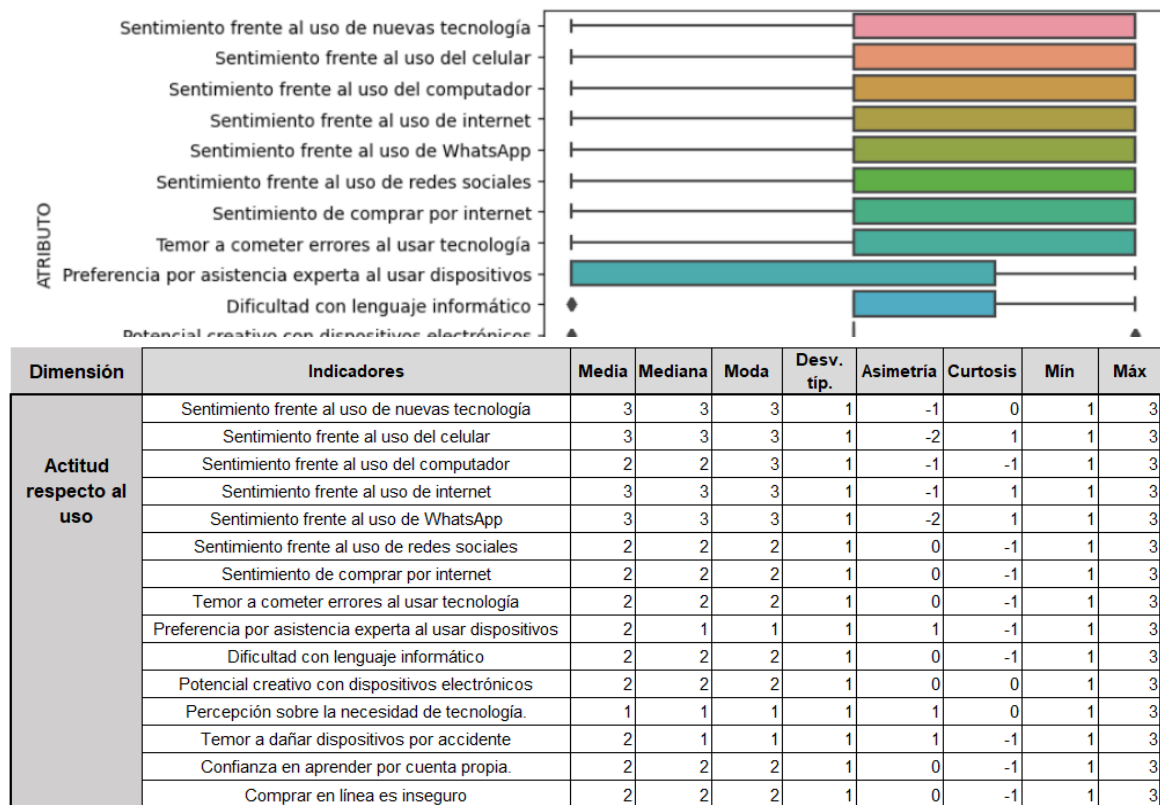 Sentimiento frente al uso de nuevas tecnología
Sentimiento frente al uso del celular
Sentimiento frente al uso del computador
Sentimiento frente al uso de internet
Sentimiento frente al uso de WhatsApp
Sentimiento frente al uso de redes sociales
Sentimiento de comprar por internet
Temor a cometer errores al usar tecnología
Preferencia por asistencia experta al usar dispositivos
Dificultad con lenguaje informático
Potencial creativo con dispositivos electrónicos
ATRIBUTO
Dimensión Indicadores Media Mediana Moda Desv. típ. Asimetría Curtosis Mín Máx
Actitud respecto al uso
Sentimiento frente al uso de nuevas tecnología 3 3 3 1 -1 0 1 3
Sentimiento frente al uso del celular 3 3 3 1 -2 1 1 3
Sentimiento frente al uso del computador 2 2 3 1 -1 -1 1 3
Sentimiento frente al uso de internet 3 3 3 1 -1 1 1 3
Sentimiento frente al uso de WhatsApp 3 3 3 1 -2 1 1 3
Sentimiento frente al uso de redes sociales 2 2 2 1 0 -1 1 3
Sentimiento de comprar por internet 2 2 2 1 0 -1 1 3
Temor a cometer errores al usar tecnología 2 2 2 1 0 -1 1 3
Preferencia por asistencia experta al usar dispositivos 2 1 1 1 1 -1 1 3
Dificultad con lenguaje informático 2 2 2 1 0 -1 1 3
Potencial creativo con dispositivos electrónicos 2 2 2 1 0 0 1 3
Percepción sobre la necesidad de tecnología. 1 1 1 1 1 0 1 3
Temor a dañar dispositivos por accidente 2 1 1 1 1 -1 1 3
Confianza en aprender por cuenta propia. 2 2 2 1 0 -1 1 3
Comprar en línea es inseguro 2 2 2 1 0 -1 1 3